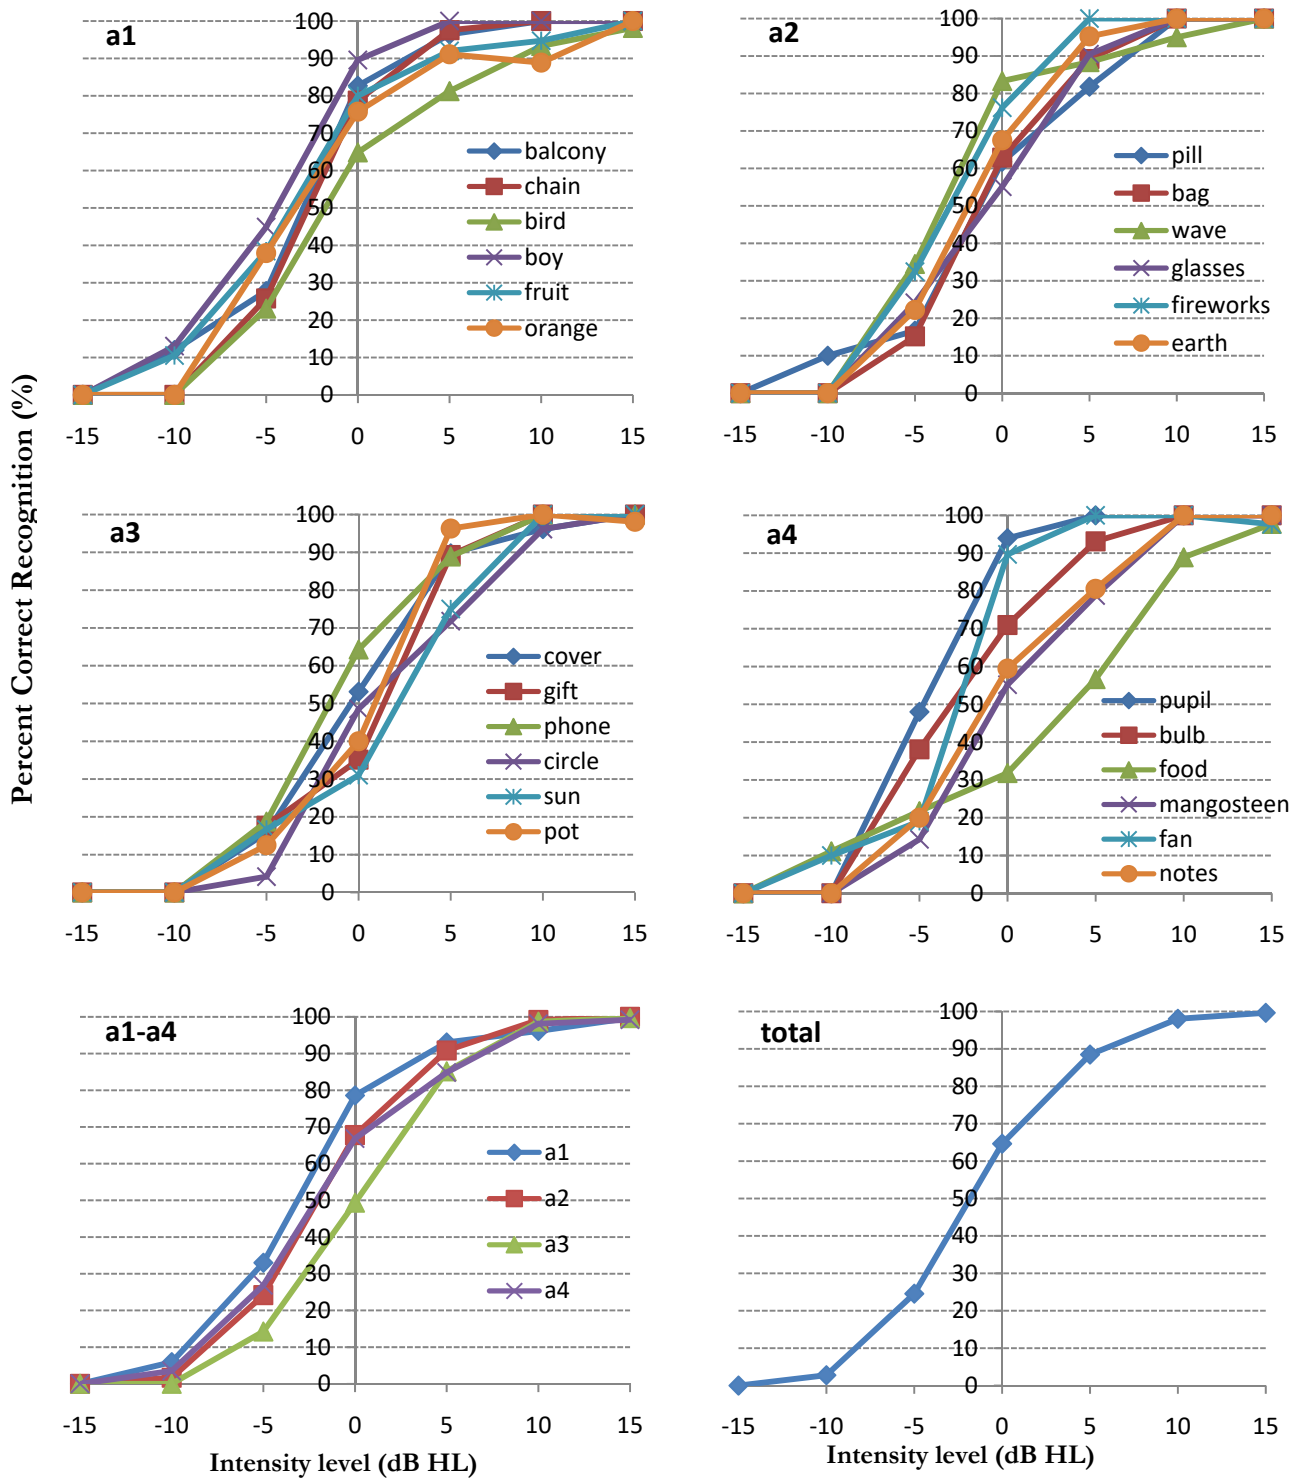 Percent Correct Recognition (%)
a1
100
90
80
70
60
50
40
30
20
10
0
-15 -10 -5 0 5 10 15
balcony
chain
bird
boy
fruit
orange
a2
100
90
80
70
60
50
40
30
20
10
0
-15 -10 -5 0 5 10 15
pill
bag
wave
glasses
fireworks
earth
a3
100
90
80
70
60
50
40
30
20
10
0
-15 -10 -5 0 5 10 15
cover
gift
phone
circle
sun
pot
a4
100
90
80
70
60
50
40
30
20
10
0
-15 -10 -5 0 5 10 15
pupil
bulb
food
mangosteen
fan
notes
a1-a4
100
90
80
70
60
50
40
30
20
10
0
-15 -10 -5 0 5 10 15
a1
a2
a3
a4
Intensity level (dB HL)
total
100
90
80
70
60
50
40
30
20
10
0
-15 -10 -5 0 5 10 15
Intensity level (dB HL)